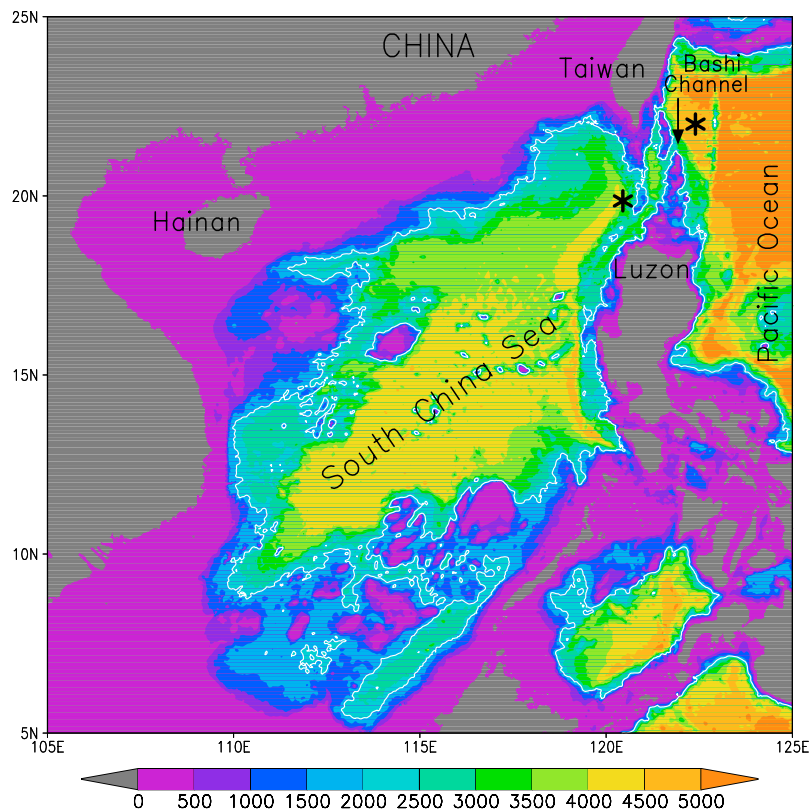 25N
CHINA
Taiwan
Bashi
Channel
20N
Hainan
Pacific Ocean
Luzon
15N
South China Sea
10N
5N
105E 110E 115E 120E 125E
0 500 1000 1500 2000 2500 3000 3500 4000 4500 5000